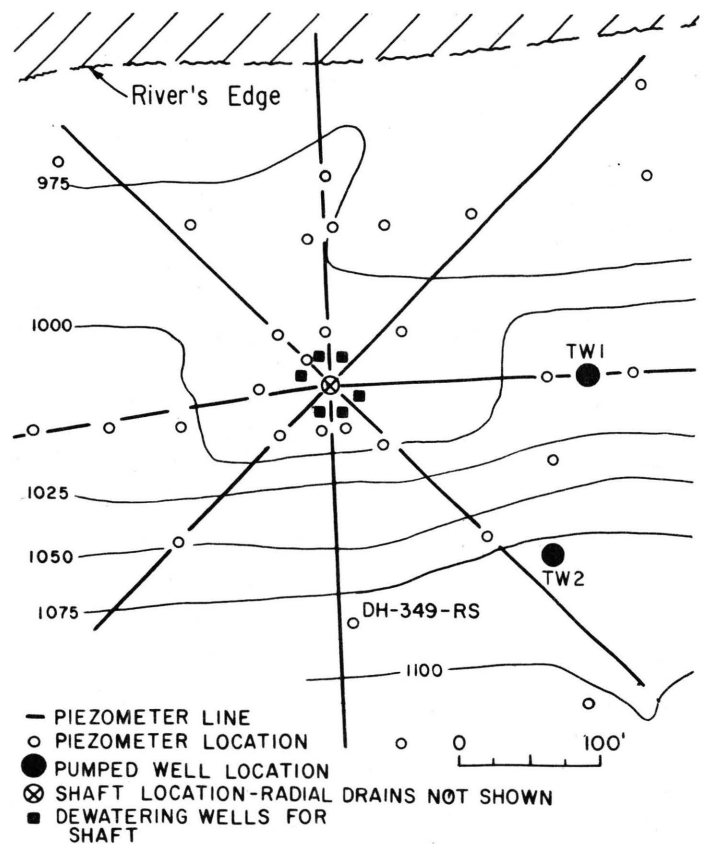 River's Edge
975
1000
TW1
1025
1050
TW2
1075
DH-349-RS
1100
PIEZOMETER LINE
PIEZOMETER LOCATION
0 100'
PUMPED WELL LOCATION
SHAFT LOCATION-RADIAL DRAINS NOT SHOWN
DEWATERING WELLS FOR
SHAFT